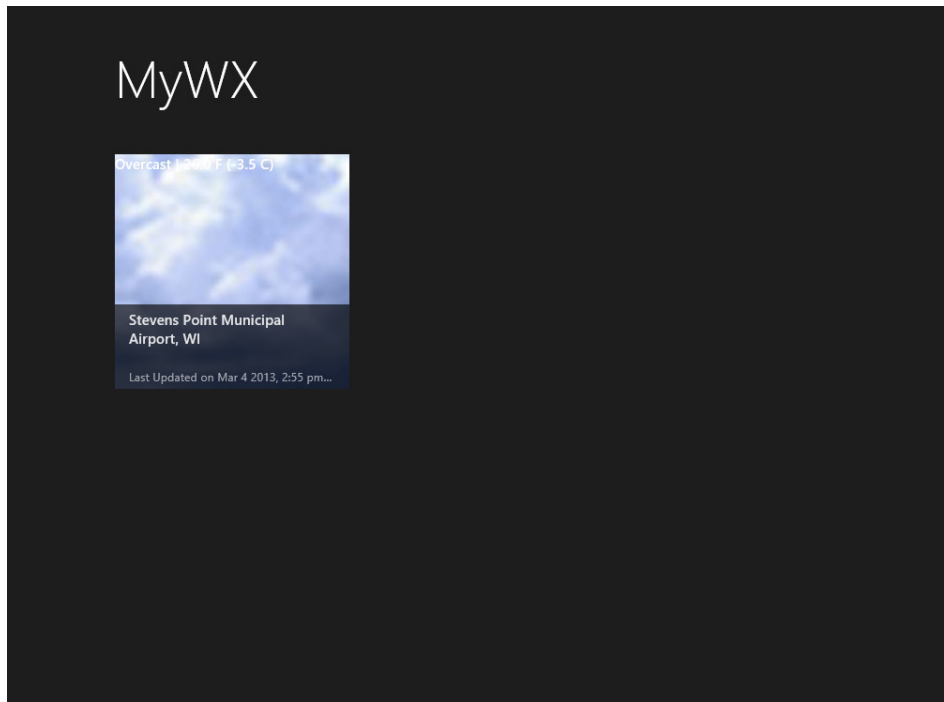 MyWX
Overcast | F (-3.5 C)
Stevens Point Municipal
Airport, WI
Last Updated on Mar 4 2013, 2:55 pm...